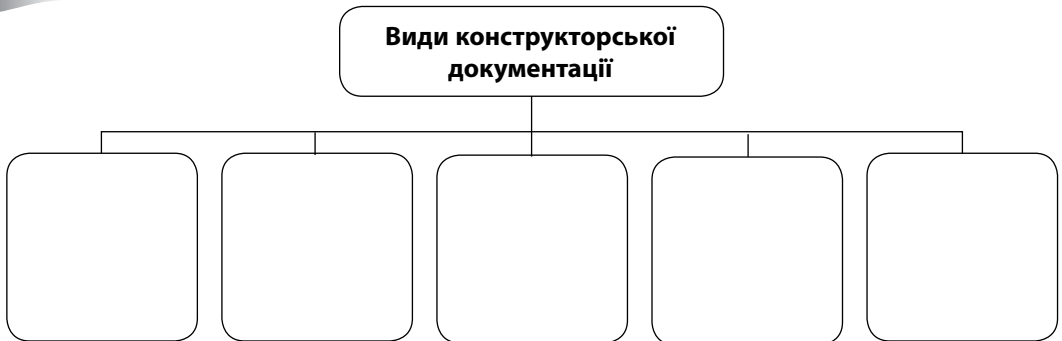 Види конструкторської
документації